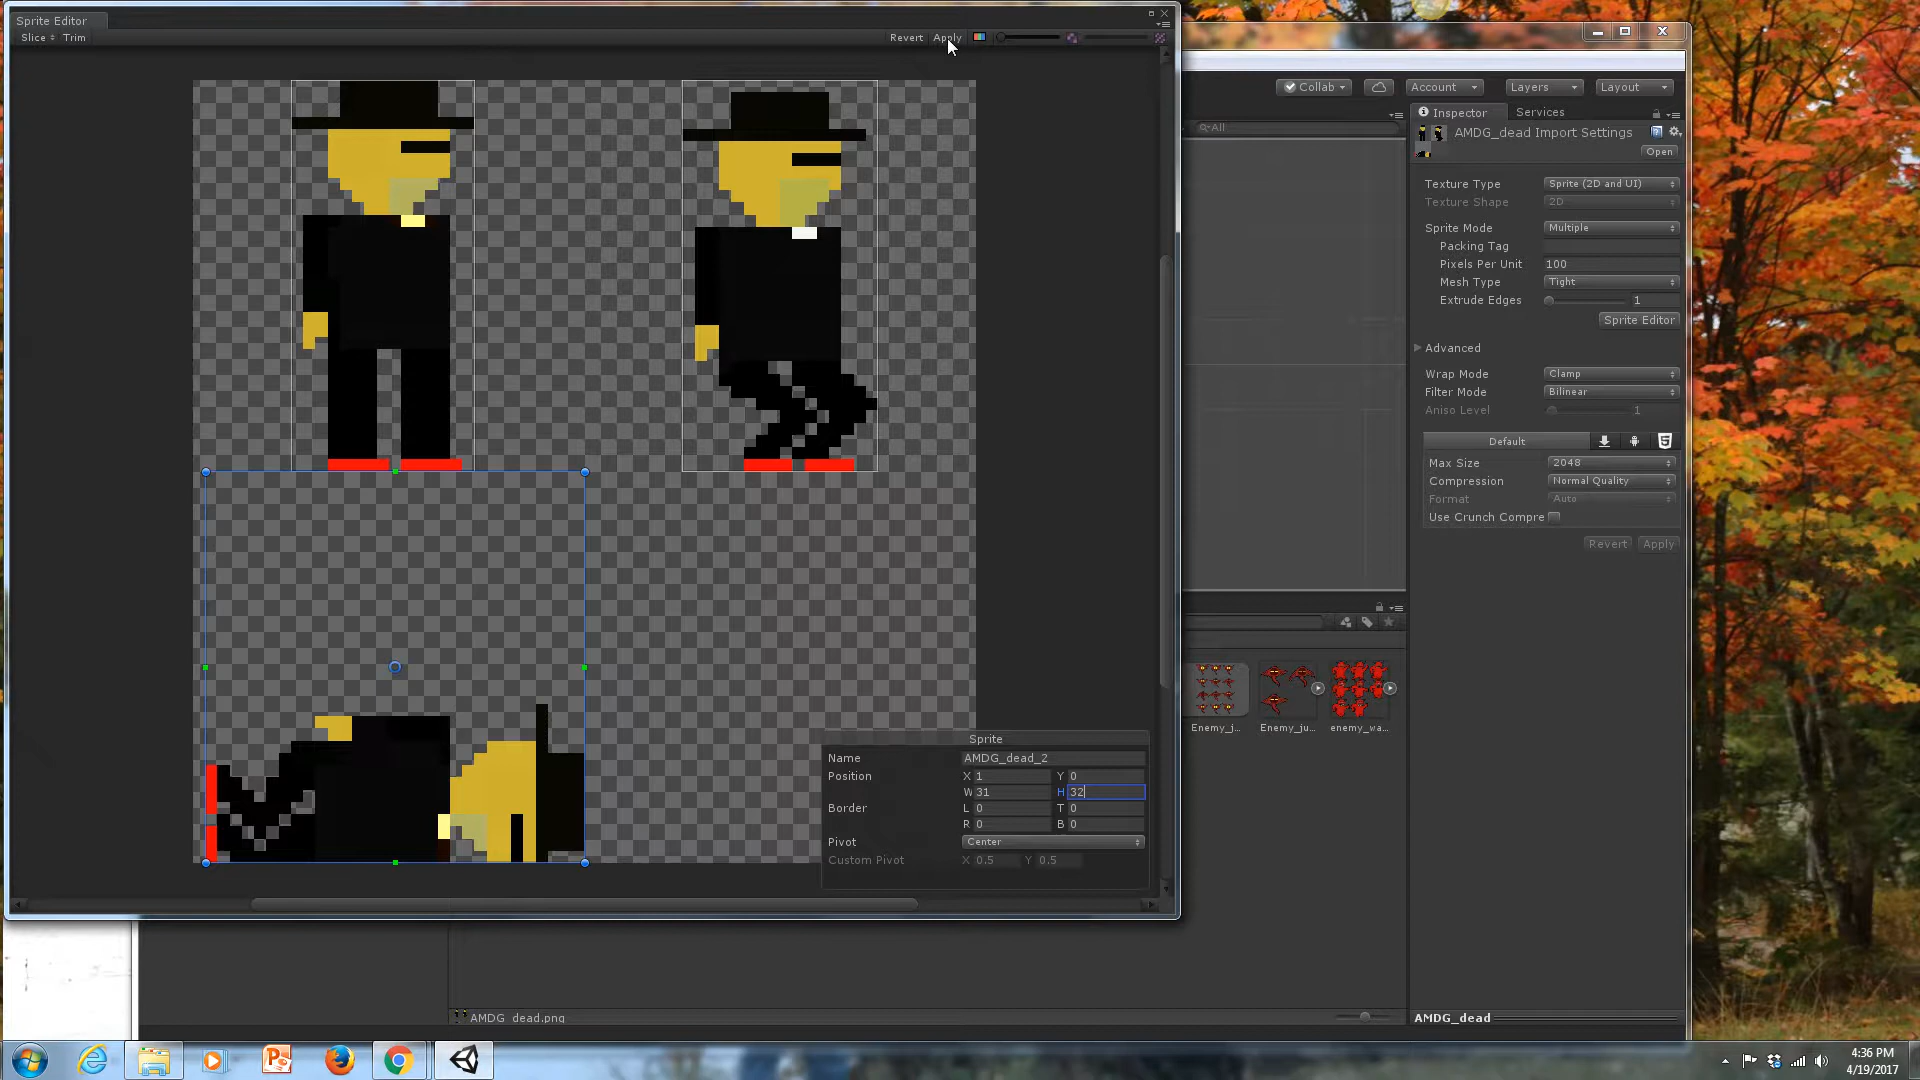 Sprite Editor
Slice Trim Revert Apply
Collab Account Layers Layout
Inspector Services
All
AMDG_dead Import Settings
Open
Texture Type Sprite (2D and UI)
Texture Shape 2D
Sprite Mode Multiple
Packing Tag
Pixels Per Unit 100
Mesh Type Tight
Extrude Edges 1
Sprite Editor
Advanced
Wrap Mode Clamp
Filter Mode Bilinear
Aniso Level 1
Default
Max Size 2048
Compression Normal Quality
Format Auto
Use Crunch Compre
Revert Apply
Enemy_j... Enemy_ju... enemy_wa...
Sprite
Name AMDG_dead_2
Position X 1 Y 0
W 31 H 32
Border L 0 T 0
R 0 B 0
Pivot Center
Custom Pivot X 0.5 Y 0.5
AMDG_dead.png
AMDG_dead
4:36 PM
4/19/2017